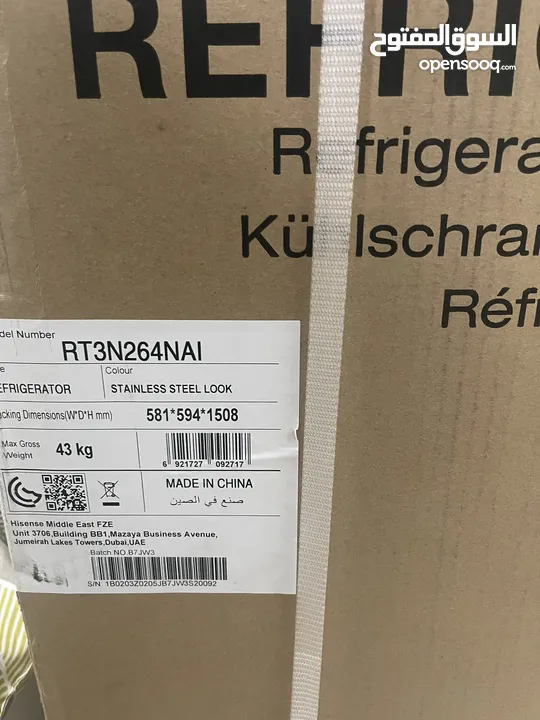 السوق المفتوح
opensooq.com
REFRIG
Refrigera
Kühlschran
Réfri
del Number
RT3N264NAI
Colour
EFRIGERATOR
STAINLESS STEEL LOOK
cking Dimensions(W*D*H mm)
581*594*1508
Max Gross
Weight
43 kg
6 921727 092717
MADE IN CHINA
صنع في الصين
Hisense Middle East FZE
Unit 3706,Building BB1,Mazaya Business Avenue,
Jumeirah Lakes Towers,Dubai,UAE
Batch NO B7JW3
S/N 1B0203Z0205JB7JW3S20092